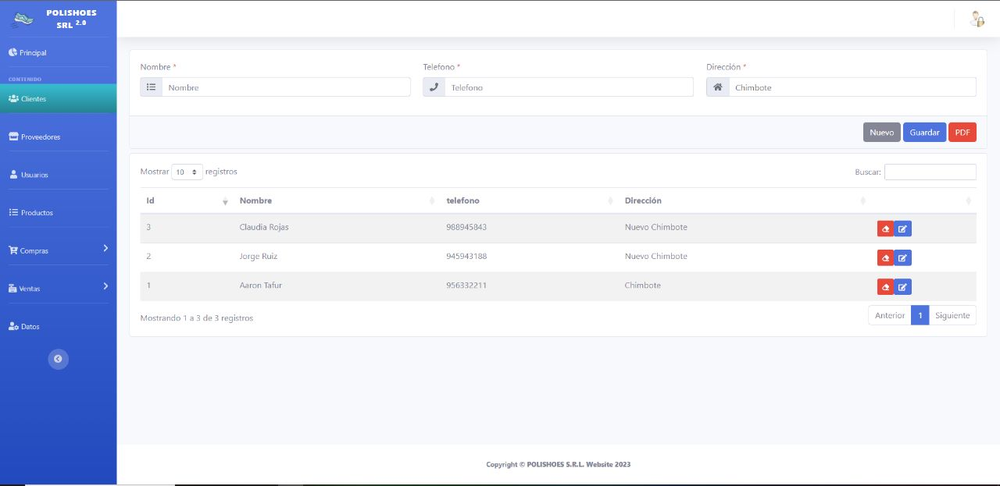 POLISHOES
SRL 2.0
Principal
CONTENIDO
Clientes
Proveedores
Usuarios
Productos
Compras
Ventas
Datos
Nombre * Telefono * Dirección *
Nombre Telefono Chimbote
Nuevo Guardar PDF
Mostrar 10 registros Buscar:
Id Nombre telefono Dirección
3 Claudia Rojas 988945843 Nuevo Chimbote
2 Jorge Ruiz 945943188 Nuevo Chimbote
1 Aaron Tafur 956332211 Chimbote
Mostrando 1 a 3 de 3 registros Anterior 1 Siguiente
Copyright © POLISHOES S.R.L. Website 2023